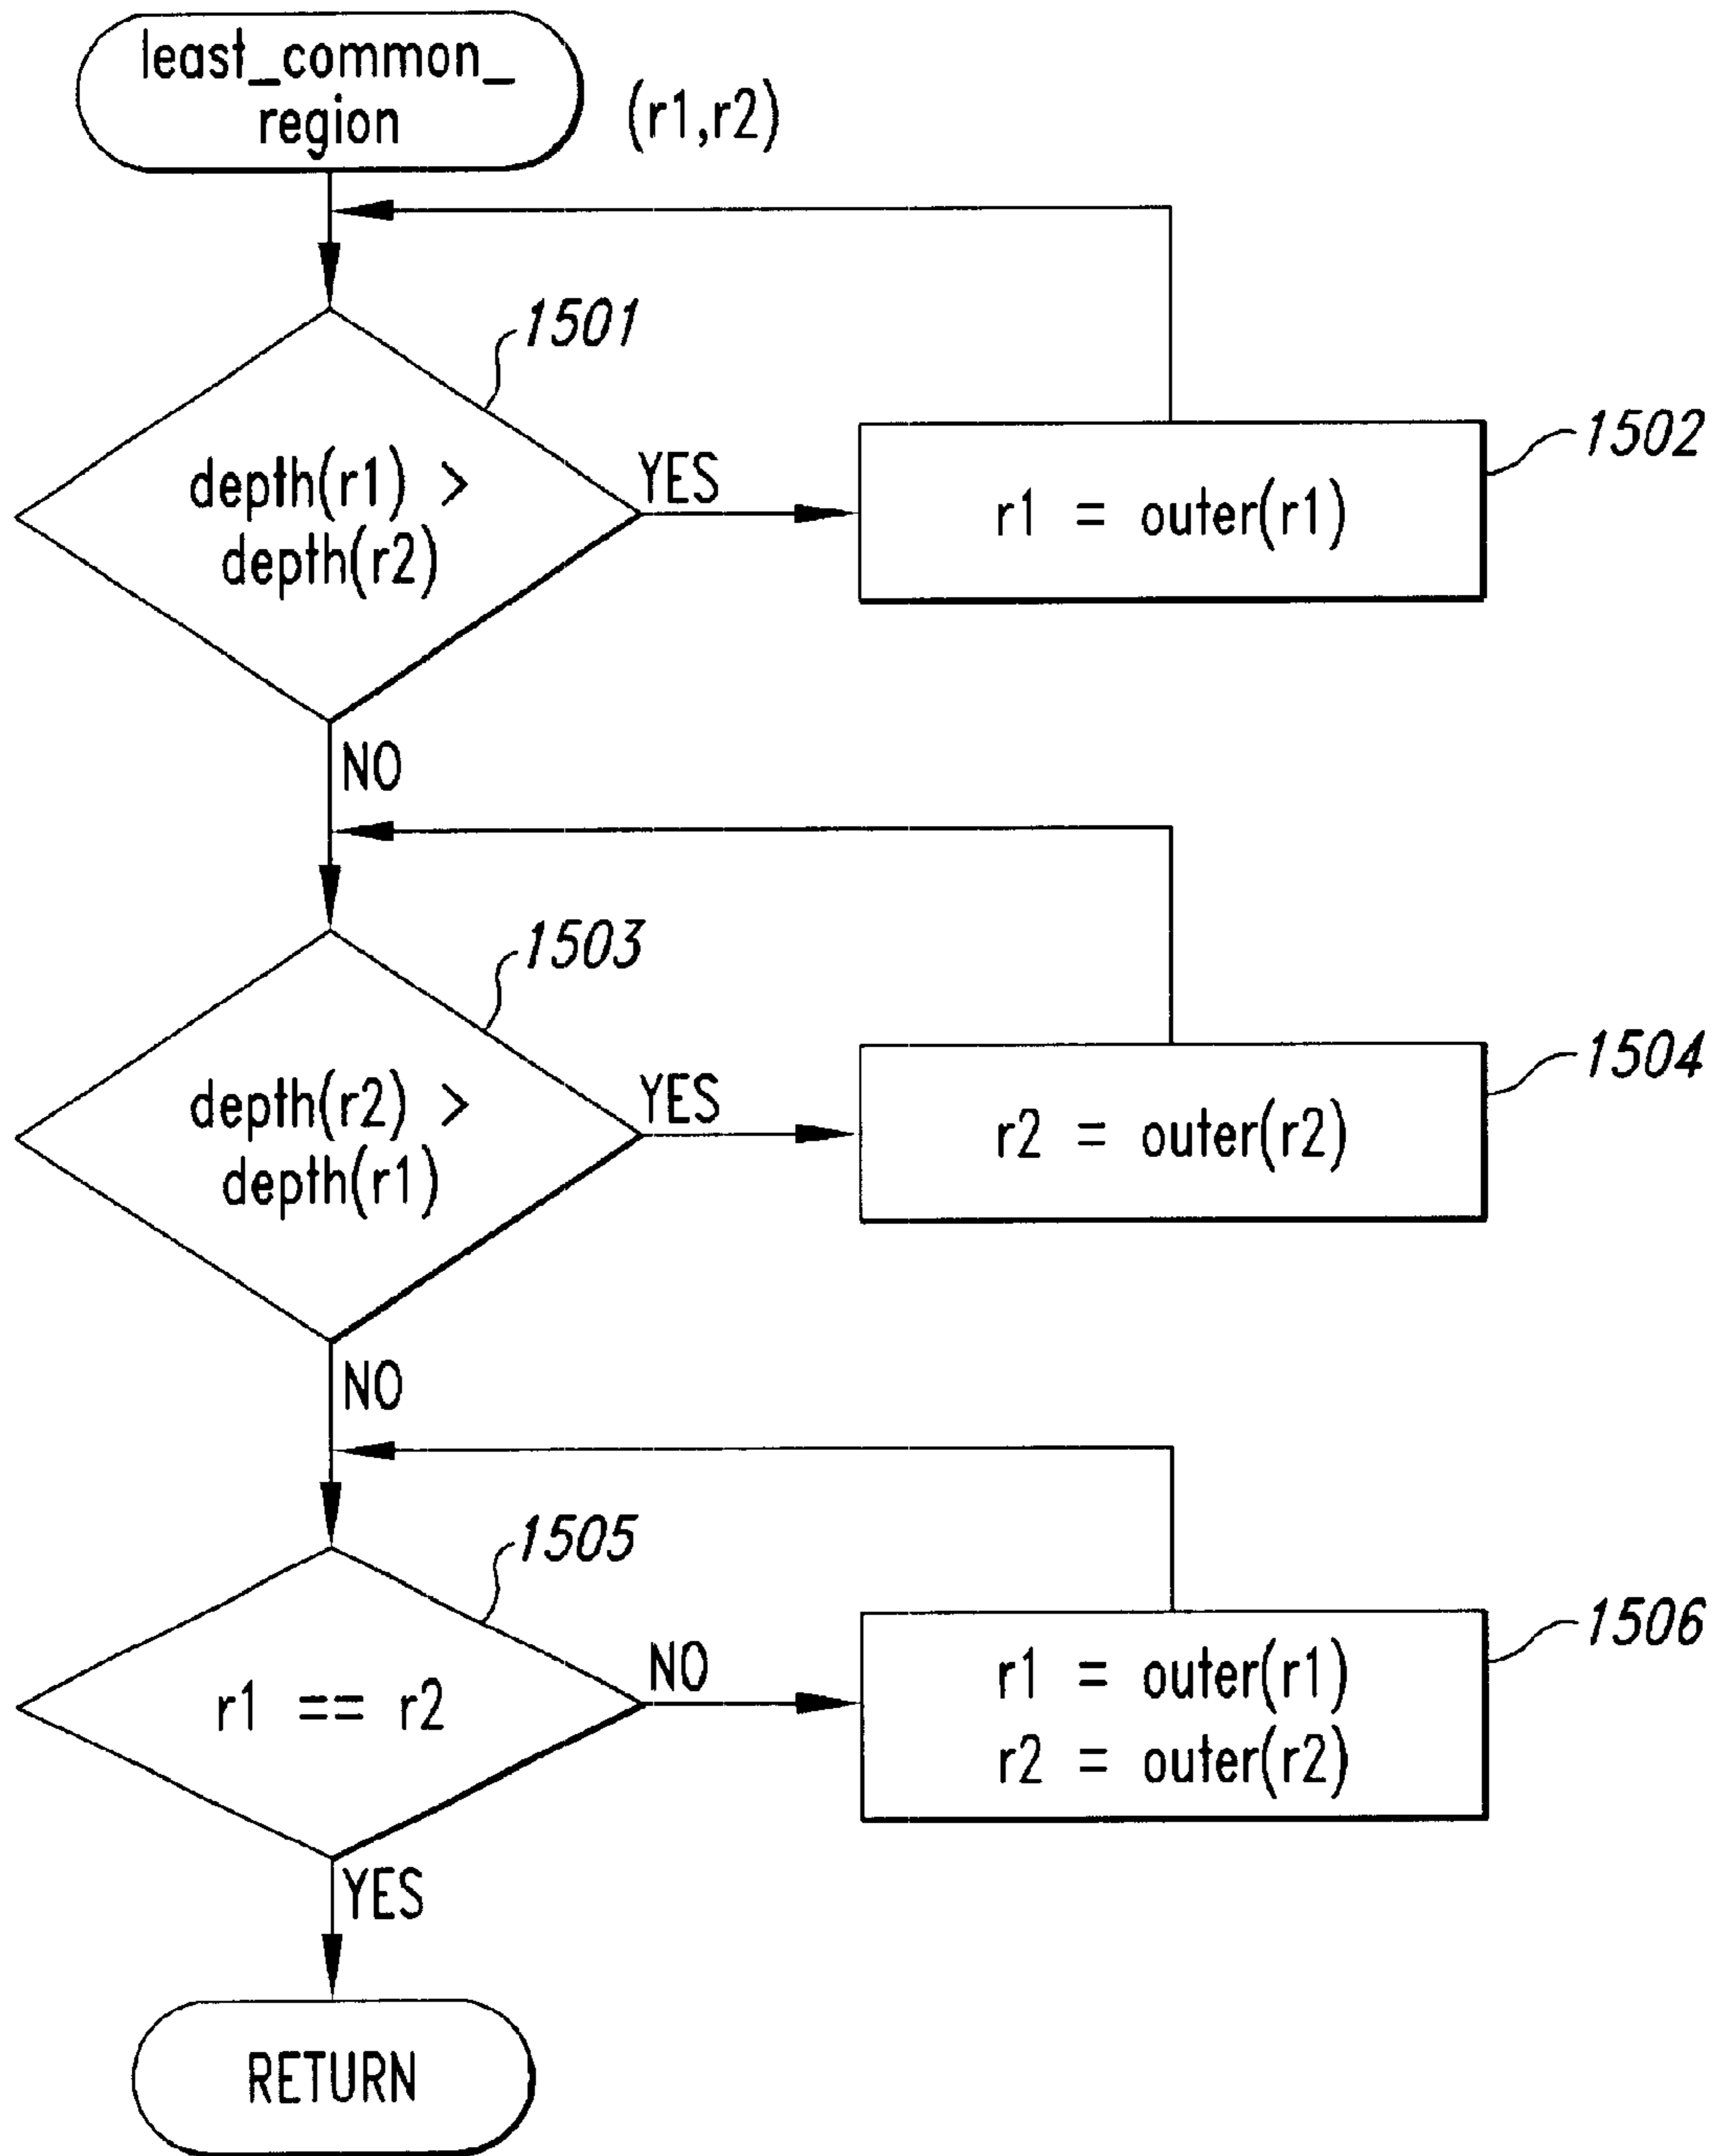 least_common_
region
(r1,r2)
1501
depth(r1) >
depth(r2)
YES
1502
r1 = outer(r1)
NO
1503
depth(r2) >
depth(r1)
YES
1504
r2 = outer(r2)
NO
1505
r1 == r2
NO
1506
r1 = outer(r1)
r2 = outer(r2)
YES
RETURN